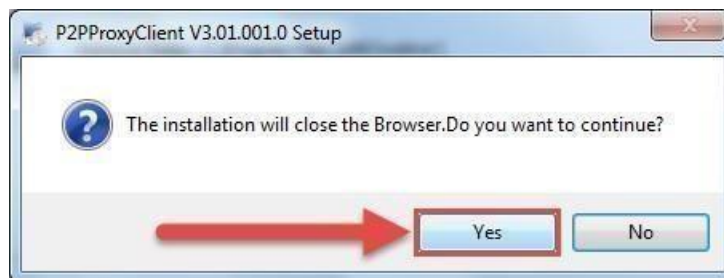 P2PProxyClient V3.01.001.0 Setup
The installation will close the Browser.Do you want to continue?
Yes
No